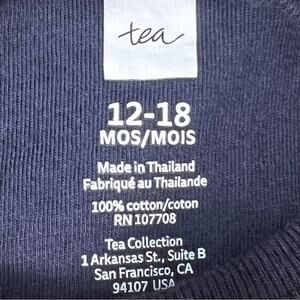 tea
12-18
MOS/MOIS
Made in Thailand
Fabriqué au Thailande
100% cotton/coton
RN 107708
Tea Collection
1 Arkansas St., Suite B
San Francisco, CA
94107 USA